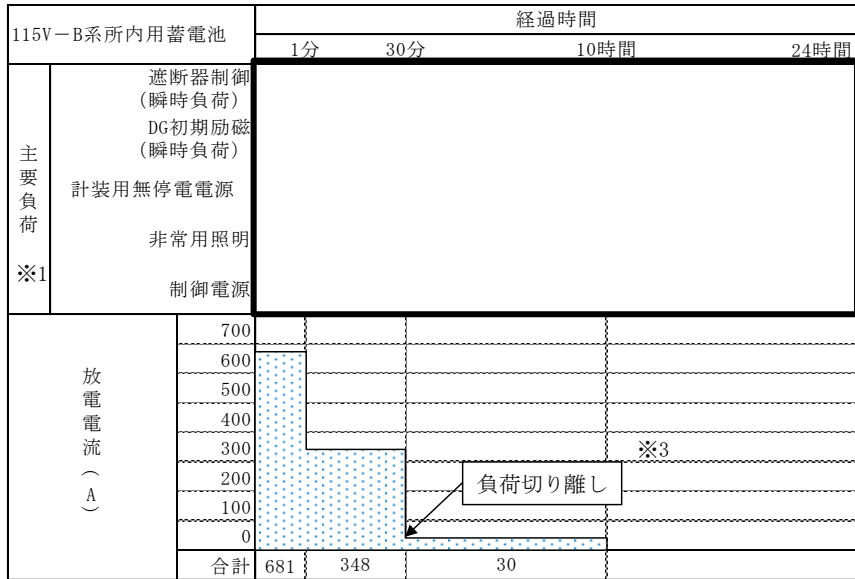 115V－B系所内用蓄電池
経過時間
1分 30分 10時間 24時間
主要負荷
※1
遮断器制御
(瞬時負荷)
DG初期励磁
(瞬時負荷)
計装用無停電電源
非常用照明
制御電源
放電電流(A)
700
600
500
400
300
200
100
0
※3
負荷切り離し
合計 681 348 30